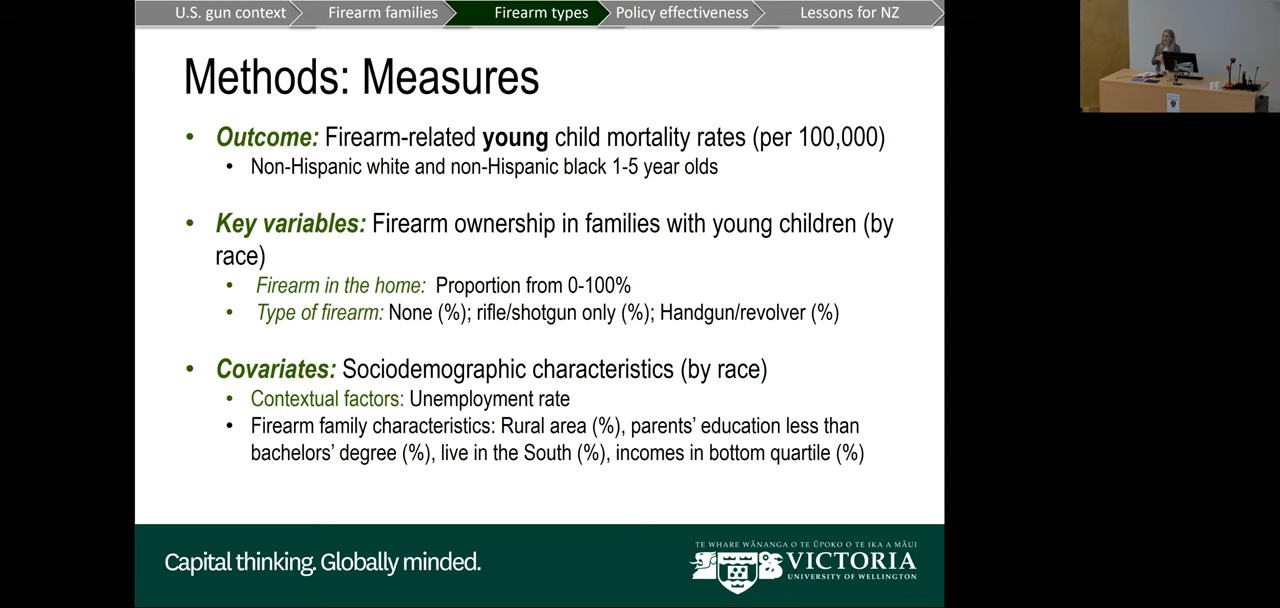 U.S. gun context
Firearm families
Firearm types
Policy effectiveness
Lessons for NZ
Methods: Measures
• Outcome: Firearm-related young child mortality rates (per 100,000)
• Non-Hispanic white and non-Hispanic black 1-5 year olds
• Key variables: Firearm ownership in families with young children (by
race)
• Firearm in the home: Proportion from 0-100%
• Type of firearm: None (%); rifle/shotgun only (%); Handgun/revolver (%)
• Covariates: Sociodemographic characteristics (by race)
• Contextual factors: Unemployment rate
• Firearm family characteristics: Rural area (%), parents' education less than
bachelors' degree (%), live in the South (%), incomes in bottom quartile (%)
Capital thinking. Globally minded.
TE WHARE WĀNANGA O TE ŪPOKO O TE IKA A MĀUI
VICTORIA
UNIVERSITY OF WELLINGTON